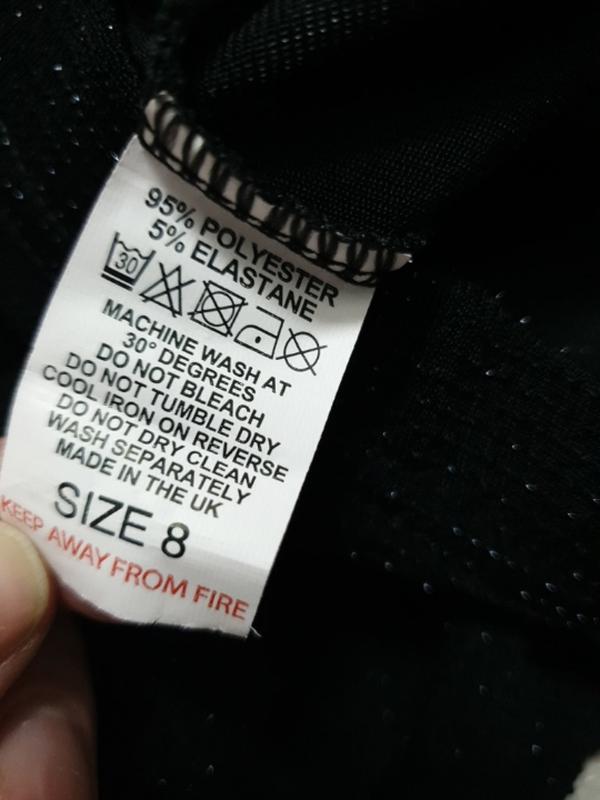 95% POLYESTER
5% ELASTANE
30
MACHINE WASH AT
30° DEGREES
DO NOT BLEACH
DO NOT TUMBLE DRY
COOL IRON ON REVERSE
DO NOT DRY CLEAN
WASH SEPARATELY
MADE IN THE UK
SIZE 8
KEEP AWAY FROM FIRE